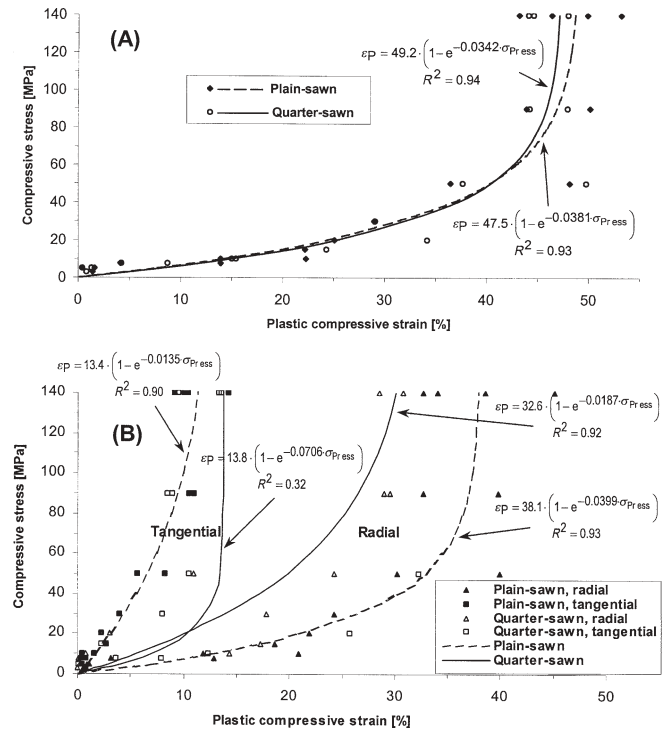 (A)
Compressive stress [MPa]
140
120
100
80
60
40
20
0
εP = 49.2·(1−e^−0.0342·σPress)
R² = 0.94
Plain-sawn
Quarter-sawn
εP = 47.5·(1−e^−0.0381·σPress)
R² = 0.93
0 10 20 30 40 50
Plastic compressive strain [%]
(B)
Compressive stress [MPa]
140
120
100
80
60
40
20
0
εP = 13.4·(1−e^−0.0135·σPress)
R² = 0.90
εP = 13.8·(1−e^−0.0706·σPress)
R² = 0.32
εP = 32.6·(1−e^−0.0187·σPress)
R² = 0.92
εP = 38.1·(1−e^−0.0399·σPress)
R² = 0.93
Tangential
Radial
Plain-sawn, radial
Plain-sawn, tangential
Quarter-sawn, radial
Quarter-sawn, tangential
Plain-sawn
Quarter-sawn
0 10 20 30 40 50
Plastic compressive strain [%]